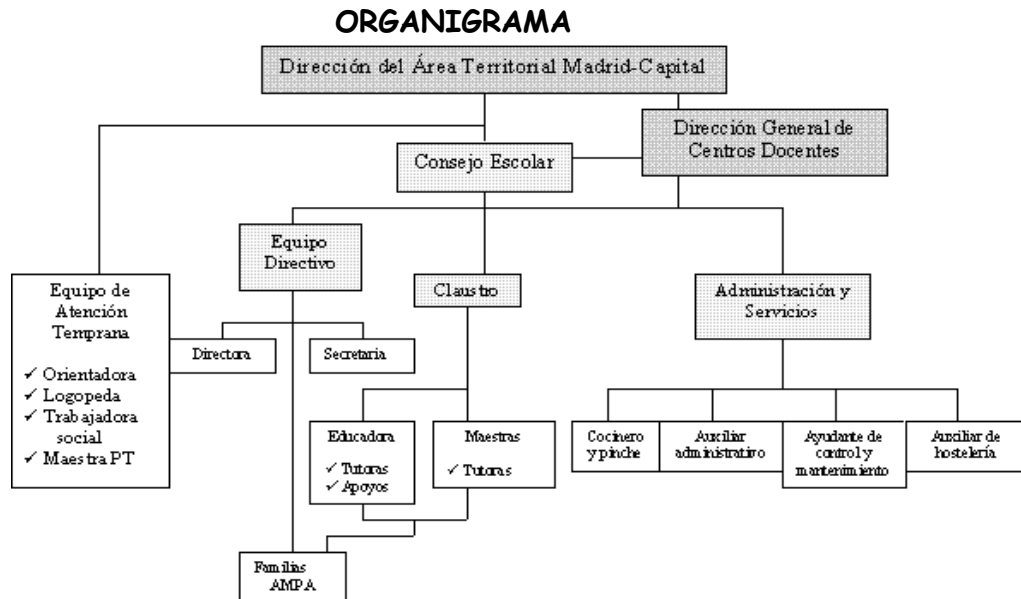 ORGANIGRAMA
Dirección del Área Territorial Madrid-Capital
Dirección General de
Centros Docentes
Consejo Escolar
Equipo
Directivo
Claustro
Administración y
Servicios
Equipo de
Atención
Temprana
✓ Orientadora
✓ Logopeda
✓ Trabajadora
social
✓ Maestra PT
Directora
Secretaria
Educadora
✓ Tutoras
✓ Apoyos
Maestras
✓ Tutoras
Cocinero
y pinche
Auxiliar
administrativo
Ayudante de
control y
mantenimiento
Auxiliar de
hostelería
Familias
AMPA